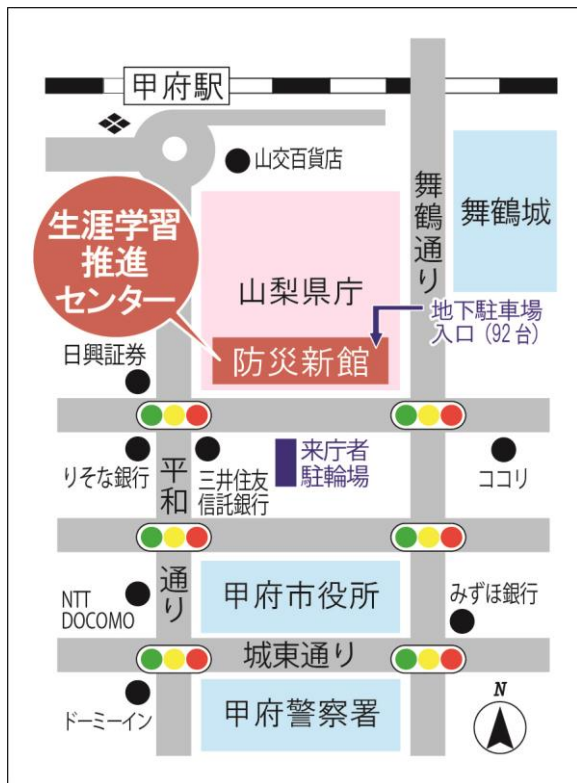 甲府駅
山交百貨店
舞鶴通り
舞鶴城
生涯学習
推進
センター
山梨県庁
地下駐車場
入口（92台）
防災新館
日興証券
りそな銀行
平和通り
三井住友
信託銀行
来庁者
駐輪場
ココリ
NTT
DOCOMO
甲府市役所
みずほ銀行
城東通り
ドーミーイン
甲府警察署
N